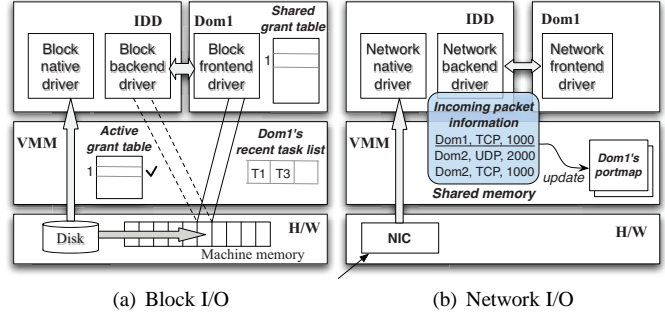 IDD
Dom1
Shared
grant table
Block
native
driver
Block
backend
driver
Block
frontend
driver
1
VMM
Active
grant table
1
Dom1's
recent task list
T1 T3
H/W
Disk
Machine memory
(a) Block I/O
IDD
Dom1
Network
native
driver
Network
backend
driver
Network
frontend
driver
Incoming packet
information
VMM
Dom1, TCP, 1000
Dom2, UDP, 2000
Dom2, TCP, 1000
Shared memory
update
Dom1's
portmap
H/W
NIC
(b) Network I/O